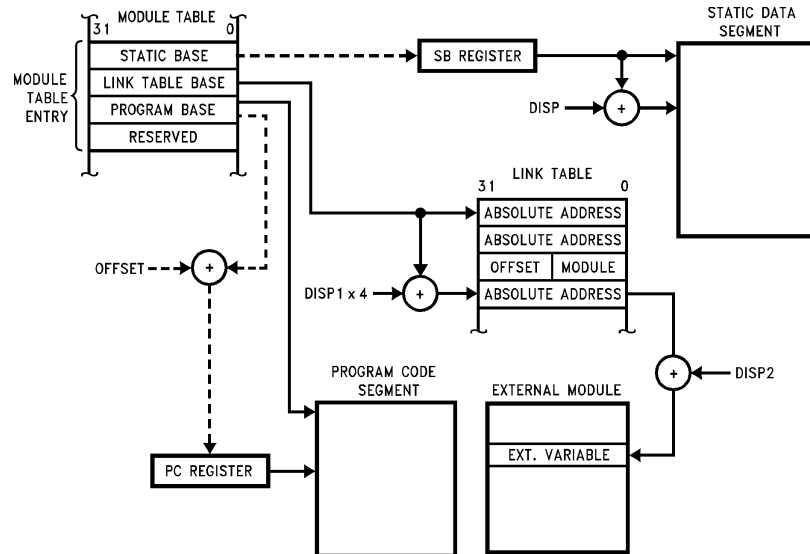 MODULE TABLE
31 0
STATIC BASE
LINK TABLE BASE
PROGRAM BASE
RESERVED
MODULE
TABLE
ENTRY
SB REGISTER
STATIC DATA
SEGMENT
DISP
+
LINK TABLE
31 0
ABSOLUTE ADDRESS
ABSOLUTE ADDRESS
OFFSET MODULE
ABSOLUTE ADDRESS
OFFSET
+
DISP1 x 4
+
+
DISP2
PROGRAM CODE
SEGMENT
EXTERNAL MODULE
EXT. VARIABLE
PC REGISTER